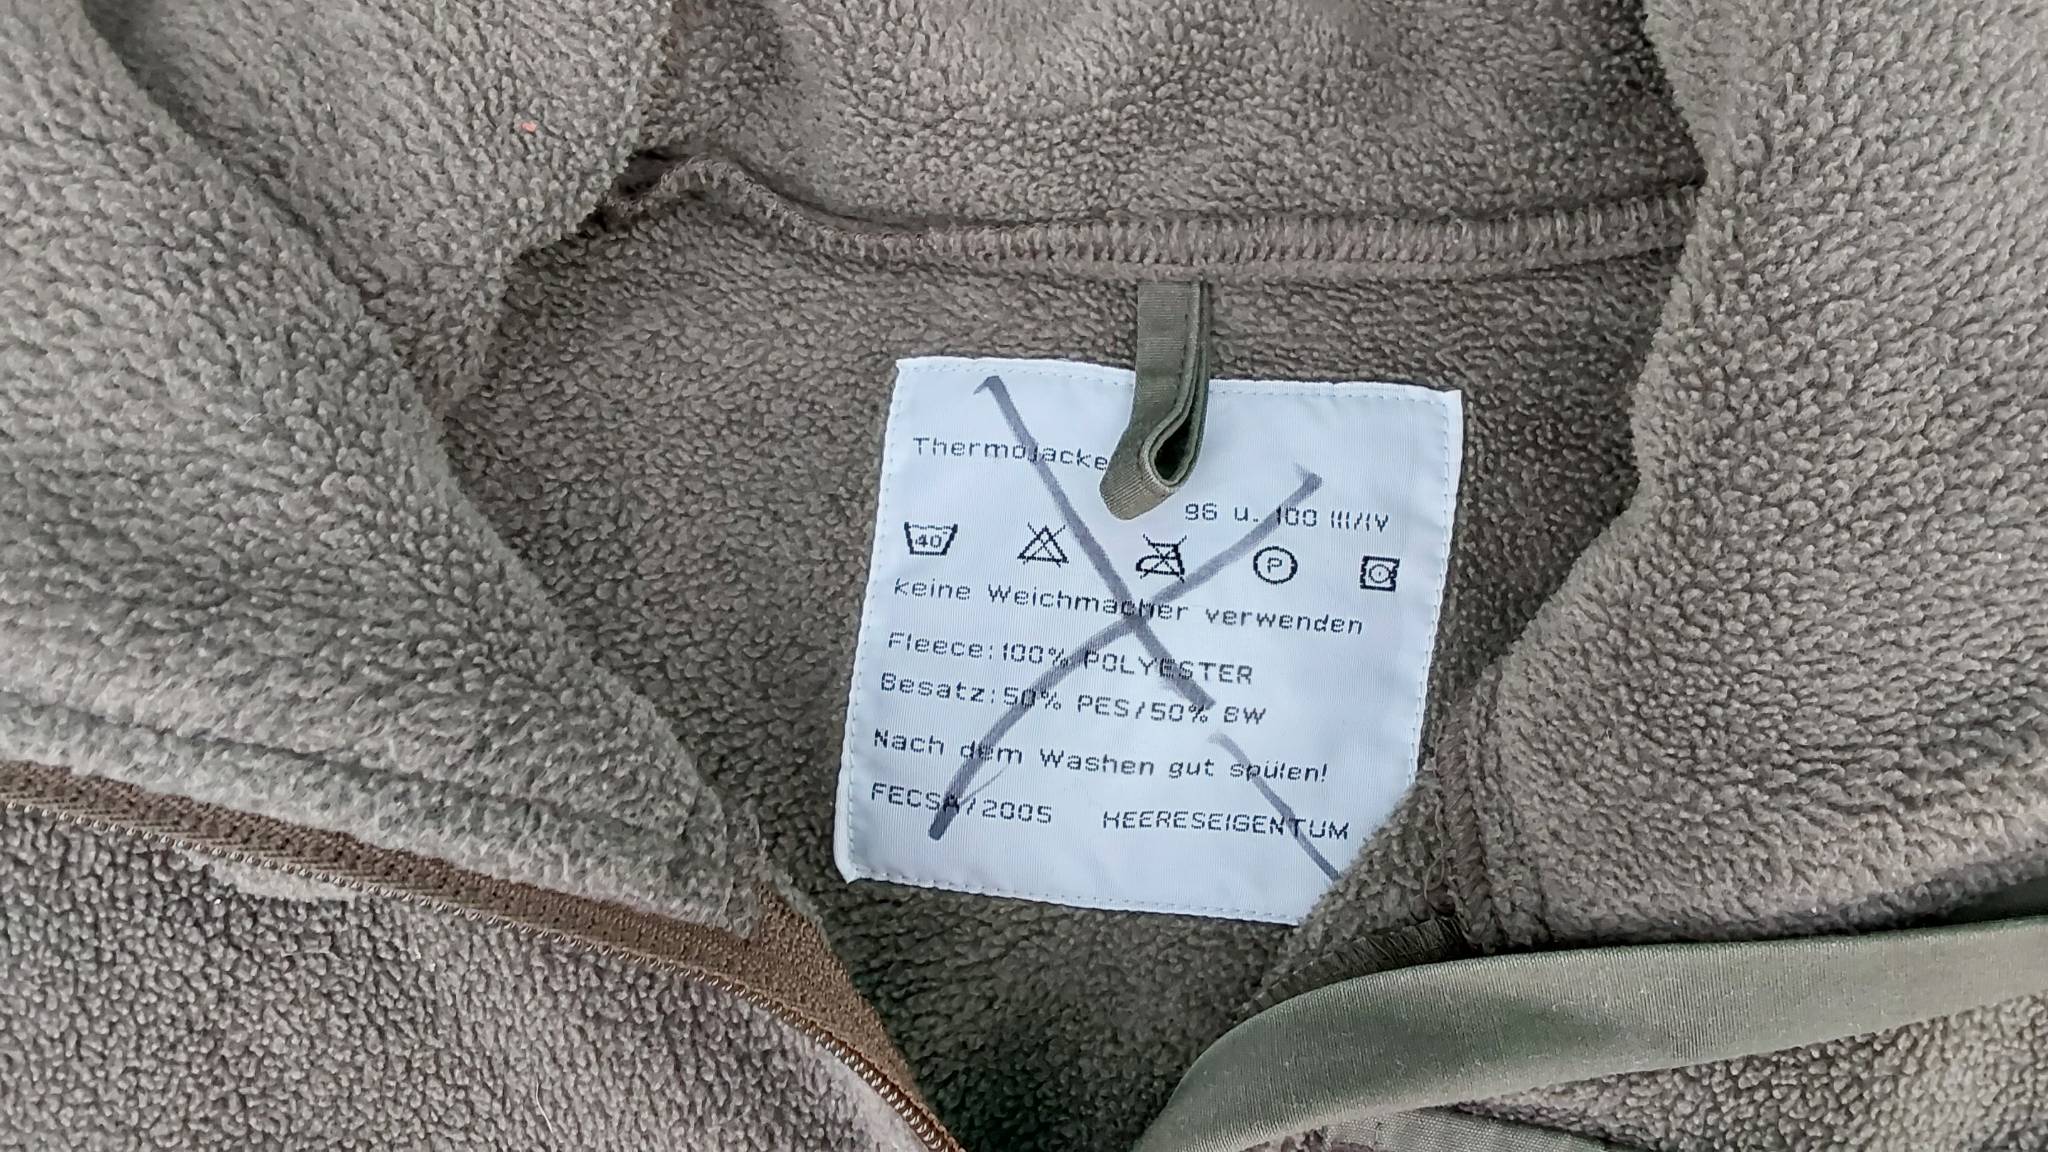 Thermojacke
96 u. 100 III/IV
40 P
keine Weichmacher verwenden
Fleece:100% POLYESTER
Besatz:50% PES/50% BW
Nach dem Washen gut spülen!
FECSA/2005 HEERESEIGENTUM